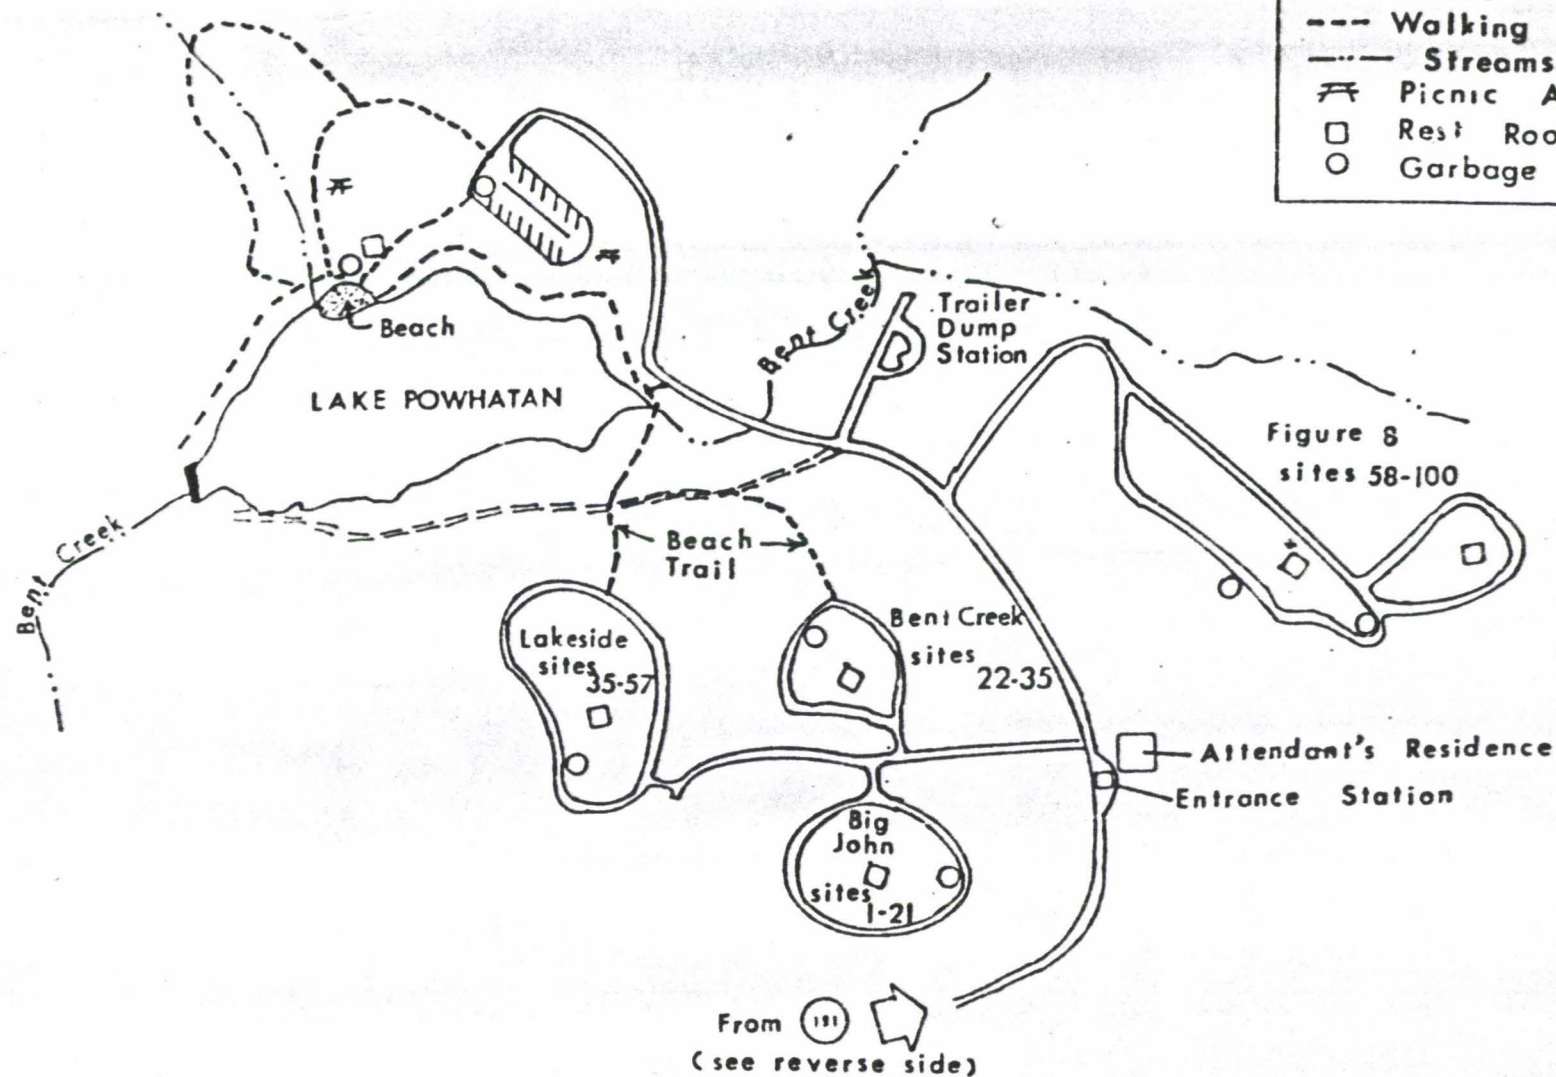 Walking
Streams
Picnic A
Rest Roo
Garbage
Beach
LAKE POWHATAN
Bent Creek
Trailer
Dump
Station
Figure 8
sites 58-100
Bent Creek
Beach
Trail
Lakeside
sites
35-57
Bent Creek
sites
22-35
Attendant's Residence
Entrance Station
Big
John
sites
1-21
From 191
(see reverse side)